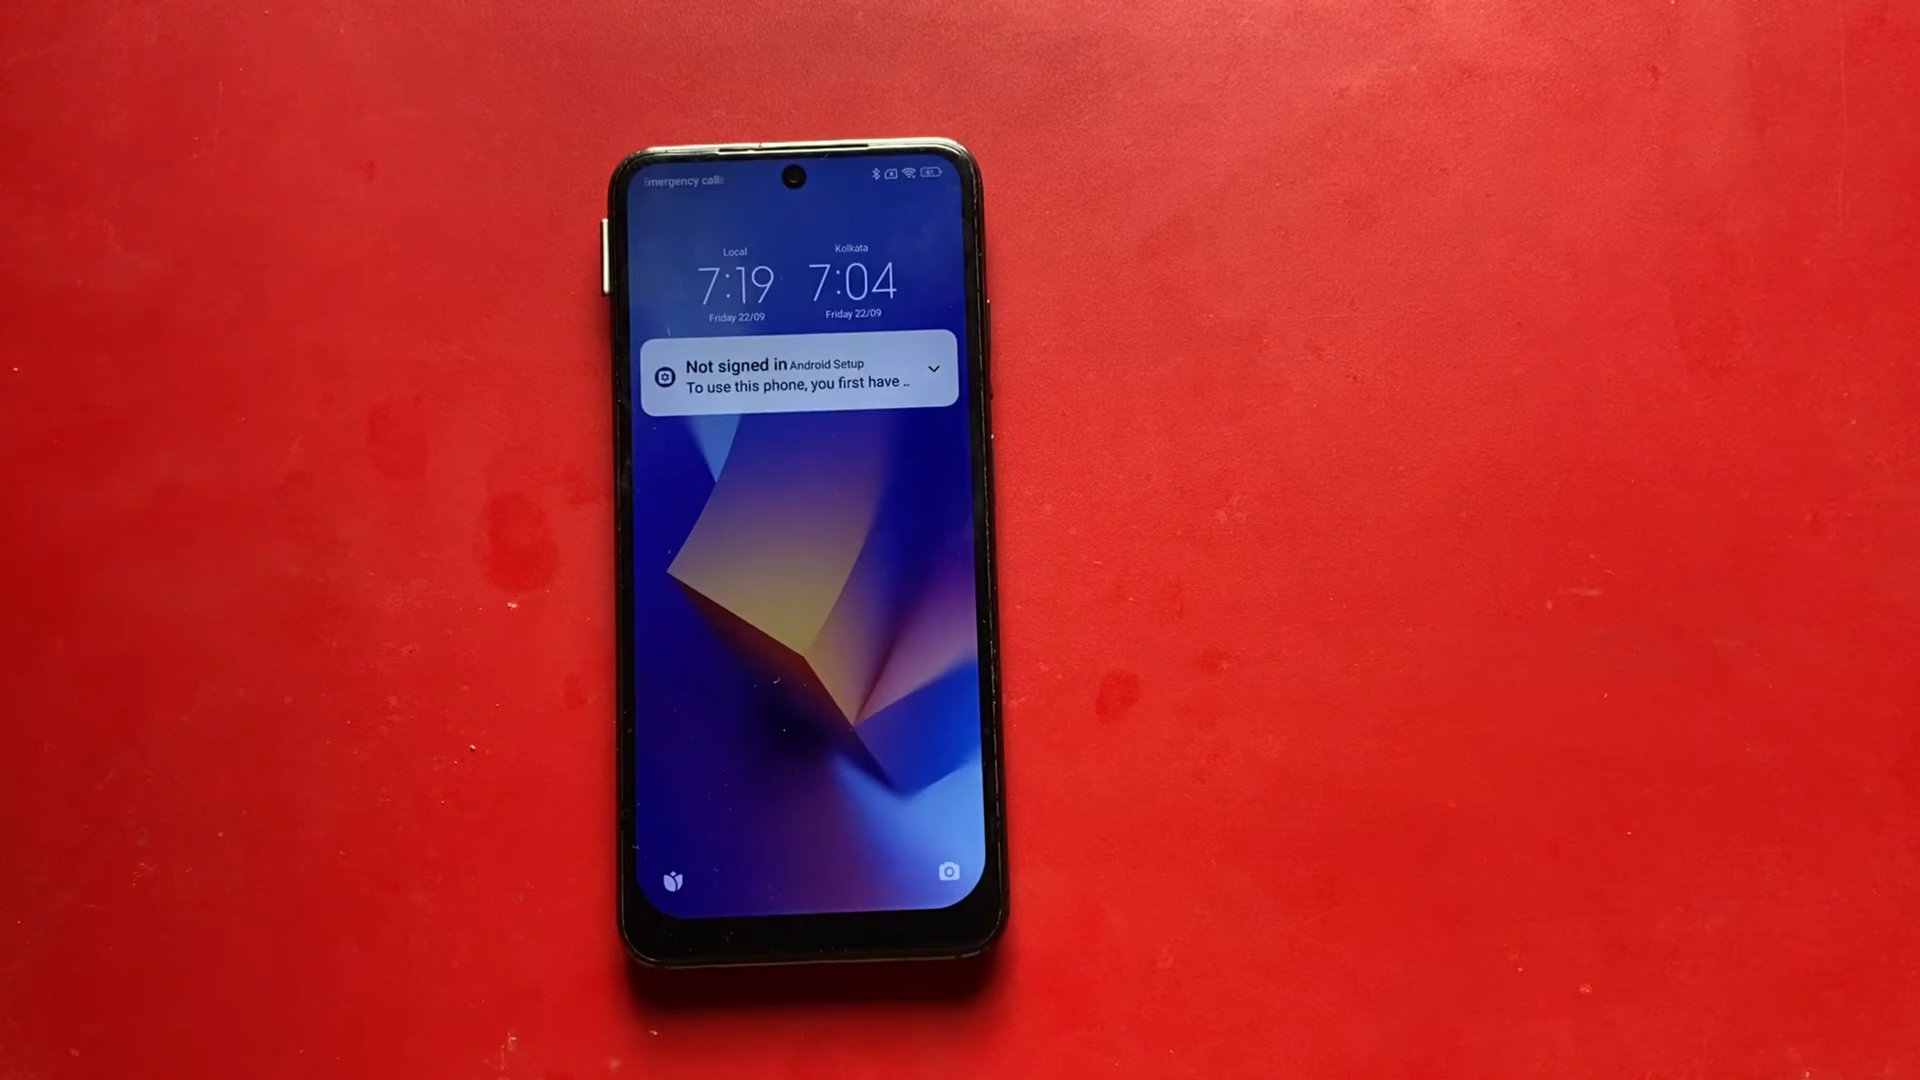 Emergency calls
61
Local
Kolkata
7:19
7:04
Friday 22/09
Friday 22/09
Not signed in Android Setup
To use this phone, you first have ..